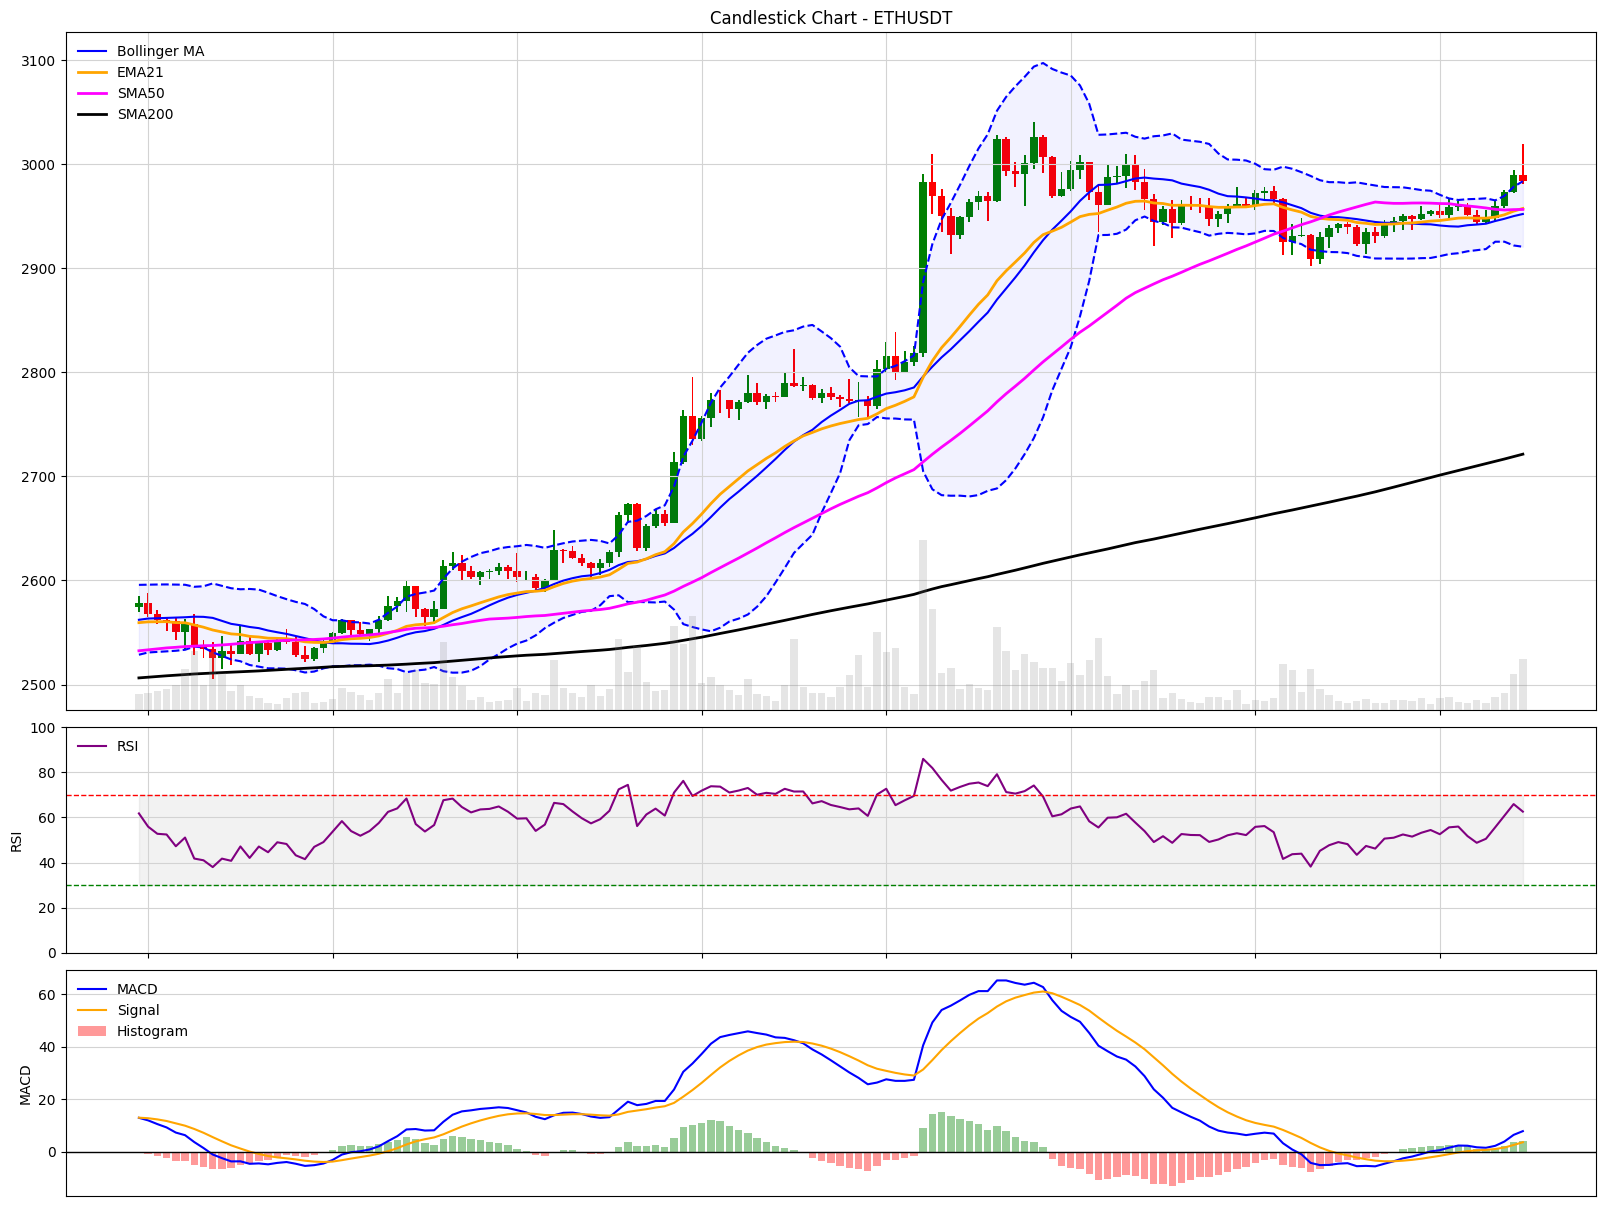 Candlestick Chart - ETHUSDT
Bollinger MA
EMA21
SMA50
SMA200
3100
3000
2900
2800
2700
2600
2500
RSI
100
80
60
40
20
0
RSI
MACD
Signal
Histogram
60
40
20
0
MACD